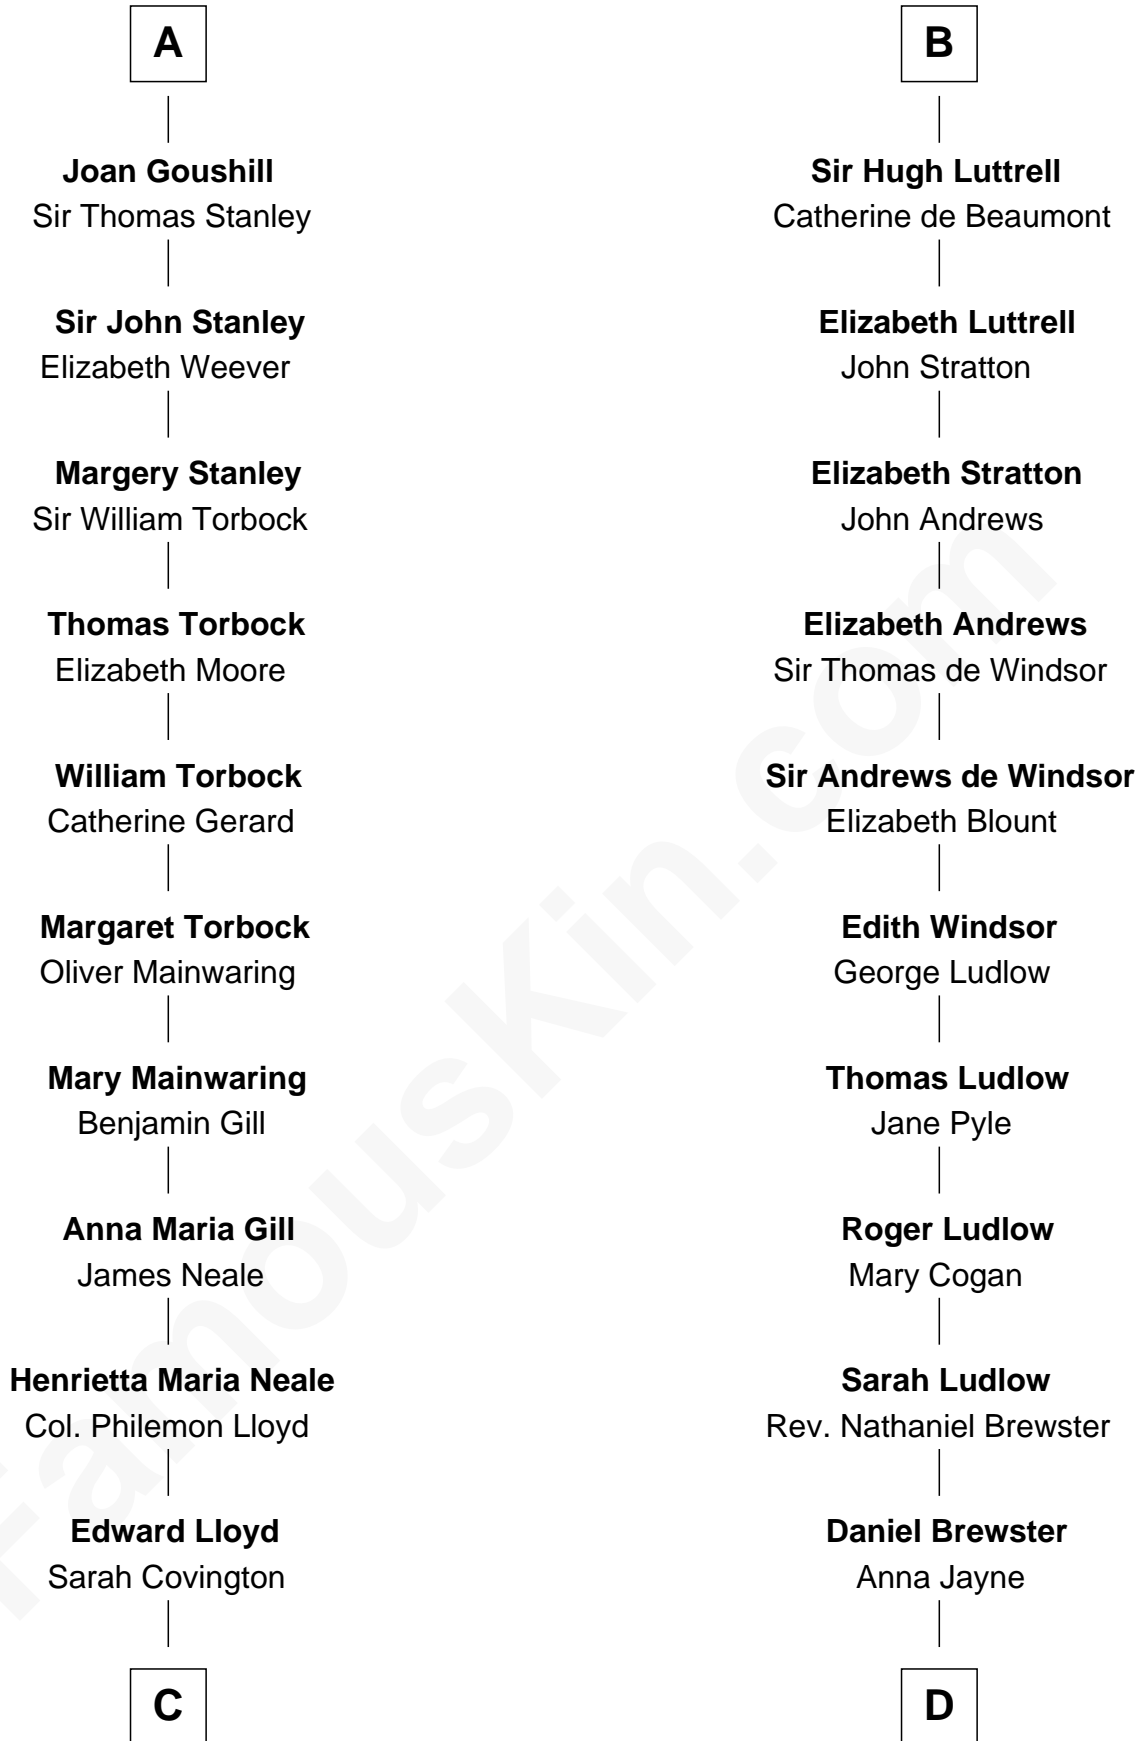 A
Joan Goushill
Sir Thomas Stanley
Sir John Stanley
Elizabeth Weever
Margery Stanley
Sir William Torbock
Thomas Torbock
Elizabeth Moore
William Torbock
Catherine Gerard
Margaret Torbock
Oliver Mainwaring
Mary Mainwaring
Benjamin Gill
Anna Maria Gill
James Neale
Henrietta Maria Neale
Col. Philemon Lloyd
Edward Lloyd
Sarah Covington
C
B
Sir Hugh Luttrell
Catherine de Beaumont
Elizabeth Luttrell
John Stratton
Elizabeth Stratton
John Andrews
Elizabeth Andrews
Sir Thomas de Windsor
Sir Andrews de Windsor
Elizabeth Blount
Edith Windsor
George Ludlow
Thomas Ludlow
Jane Pyle
Roger Ludlow
Mary Cogan
Sarah Ludlow
Rev. Nathaniel Brewster
Daniel Brewster
Anna Jayne
D
FamousKin.com